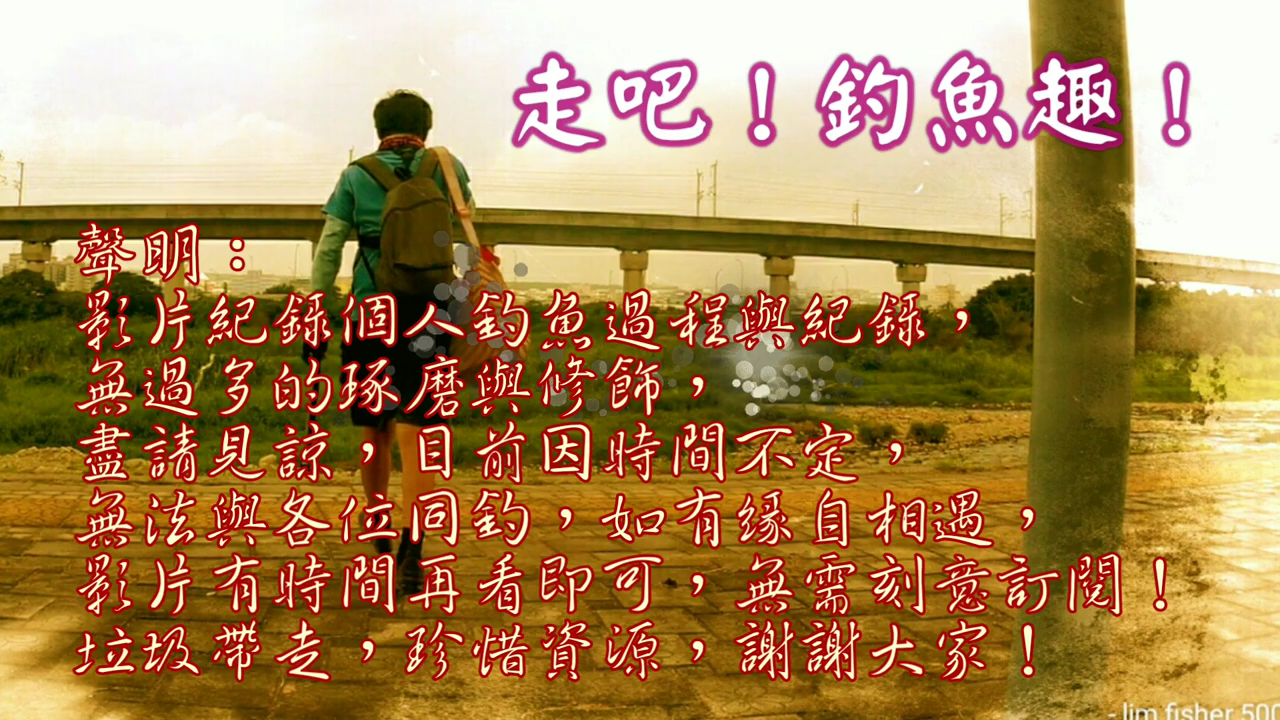 走吧！釣魚趣！
聲明：
影片紀錄個人釣魚過程與紀錄，
無過多的琢磨與修飾，
盡請見諒，目前因時間不定，
無法與各位同釣，如有緣自相遇，
影片有時間再看即可，無需刻意訂閱！
垃圾帶走，珍惜資源，謝謝大家！
- lim fisher 500